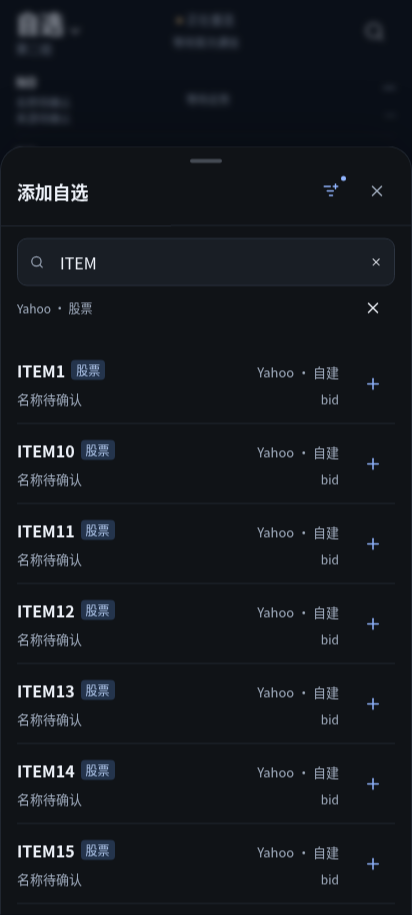 自选
添加自选
ITEM
Yahoo · 股票
ITEM1 股票 Yahoo · 自建
名称待确认 bid
ITEM10 股票 Yahoo · 自建
名称待确认 bid
ITEM11 股票 Yahoo · 自建
名称待确认 bid
ITEM12 股票 Yahoo · 自建
名称待确认 bid
ITEM13 股票 Yahoo · 自建
名称待确认 bid
ITEM14 股票 Yahoo · 自建
名称待确认 bid
ITEM15 股票 Yahoo · 自建
名称待确认 bid